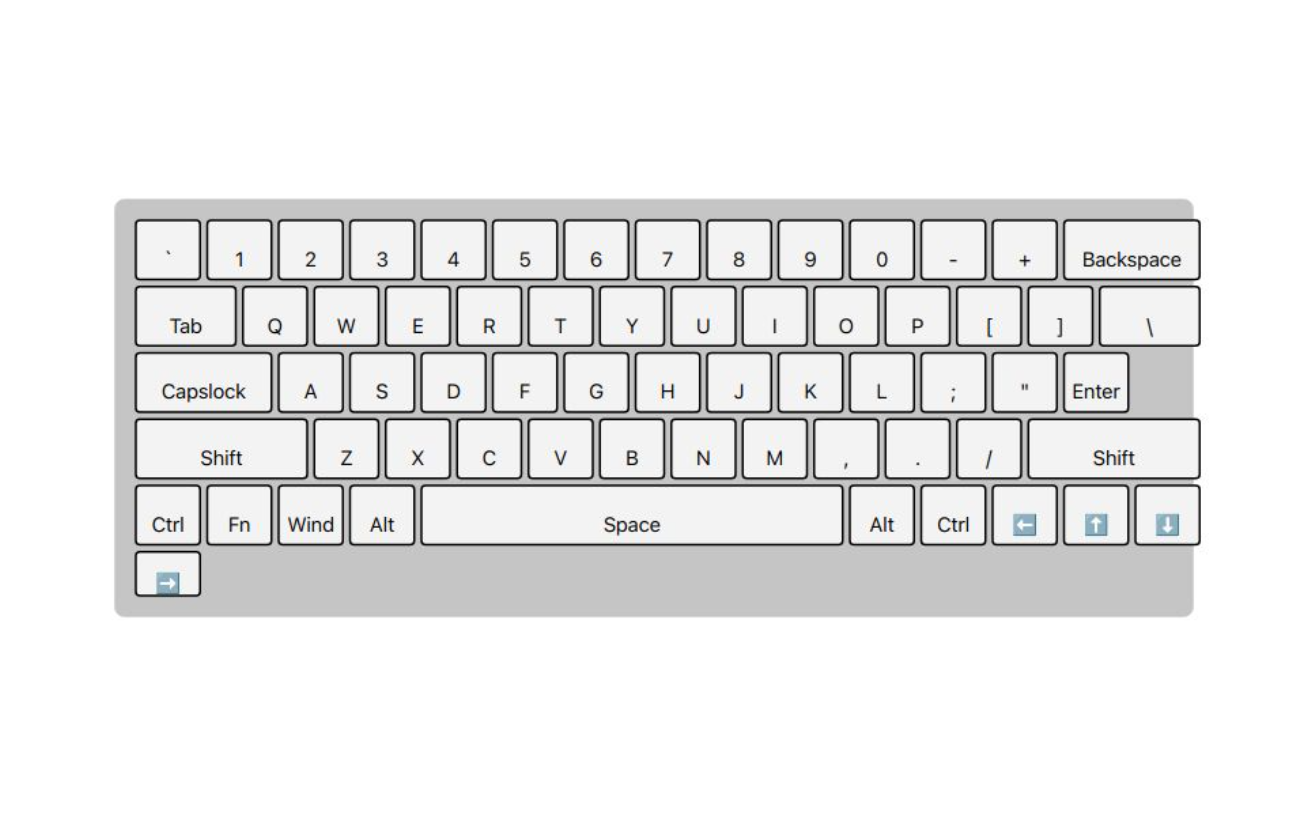 ` 1 2 3 4 5 6 7 8 9 0 - + Backspace
Tab Q W E R T Y U I O P [ ] \
Capslock A S D F G H J K L ; " Enter
Shift Z X C V B N M , . / Shift
Ctrl Fn Wind Alt Space Alt Ctrl ⬅️ ⬆️ ⬇️
➡️